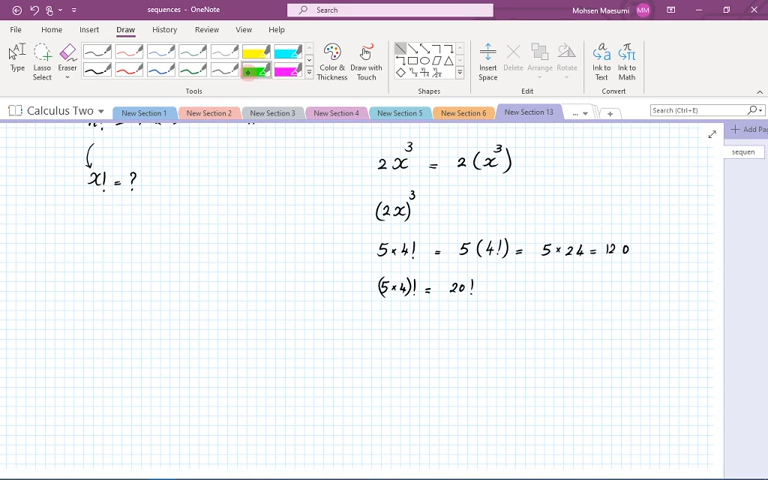 sequences - OneNote
Search
Mohsen Maesumi MM
File Home Insert Draw History Review View Help
Type
Lasso Select
Eraser
Color & Thickness
Draw with Touch
Insert Space
Delete
Arrange
Rotate
Ink to Text
Ink to Math
Tools
Shapes
Edit
Convert
Calculus Two
New Section 1
New Section 2
New Section 3
New Section 4
New Section 5
New Section 6
New Section 13
...
+
Search (Ctrl+E)
Add Pag
sequen
x! = ?
2x³ = 2(x³)
(2x)³
5×4! = 5(4!) = 5×24 = 120
(5×4)! = 20!